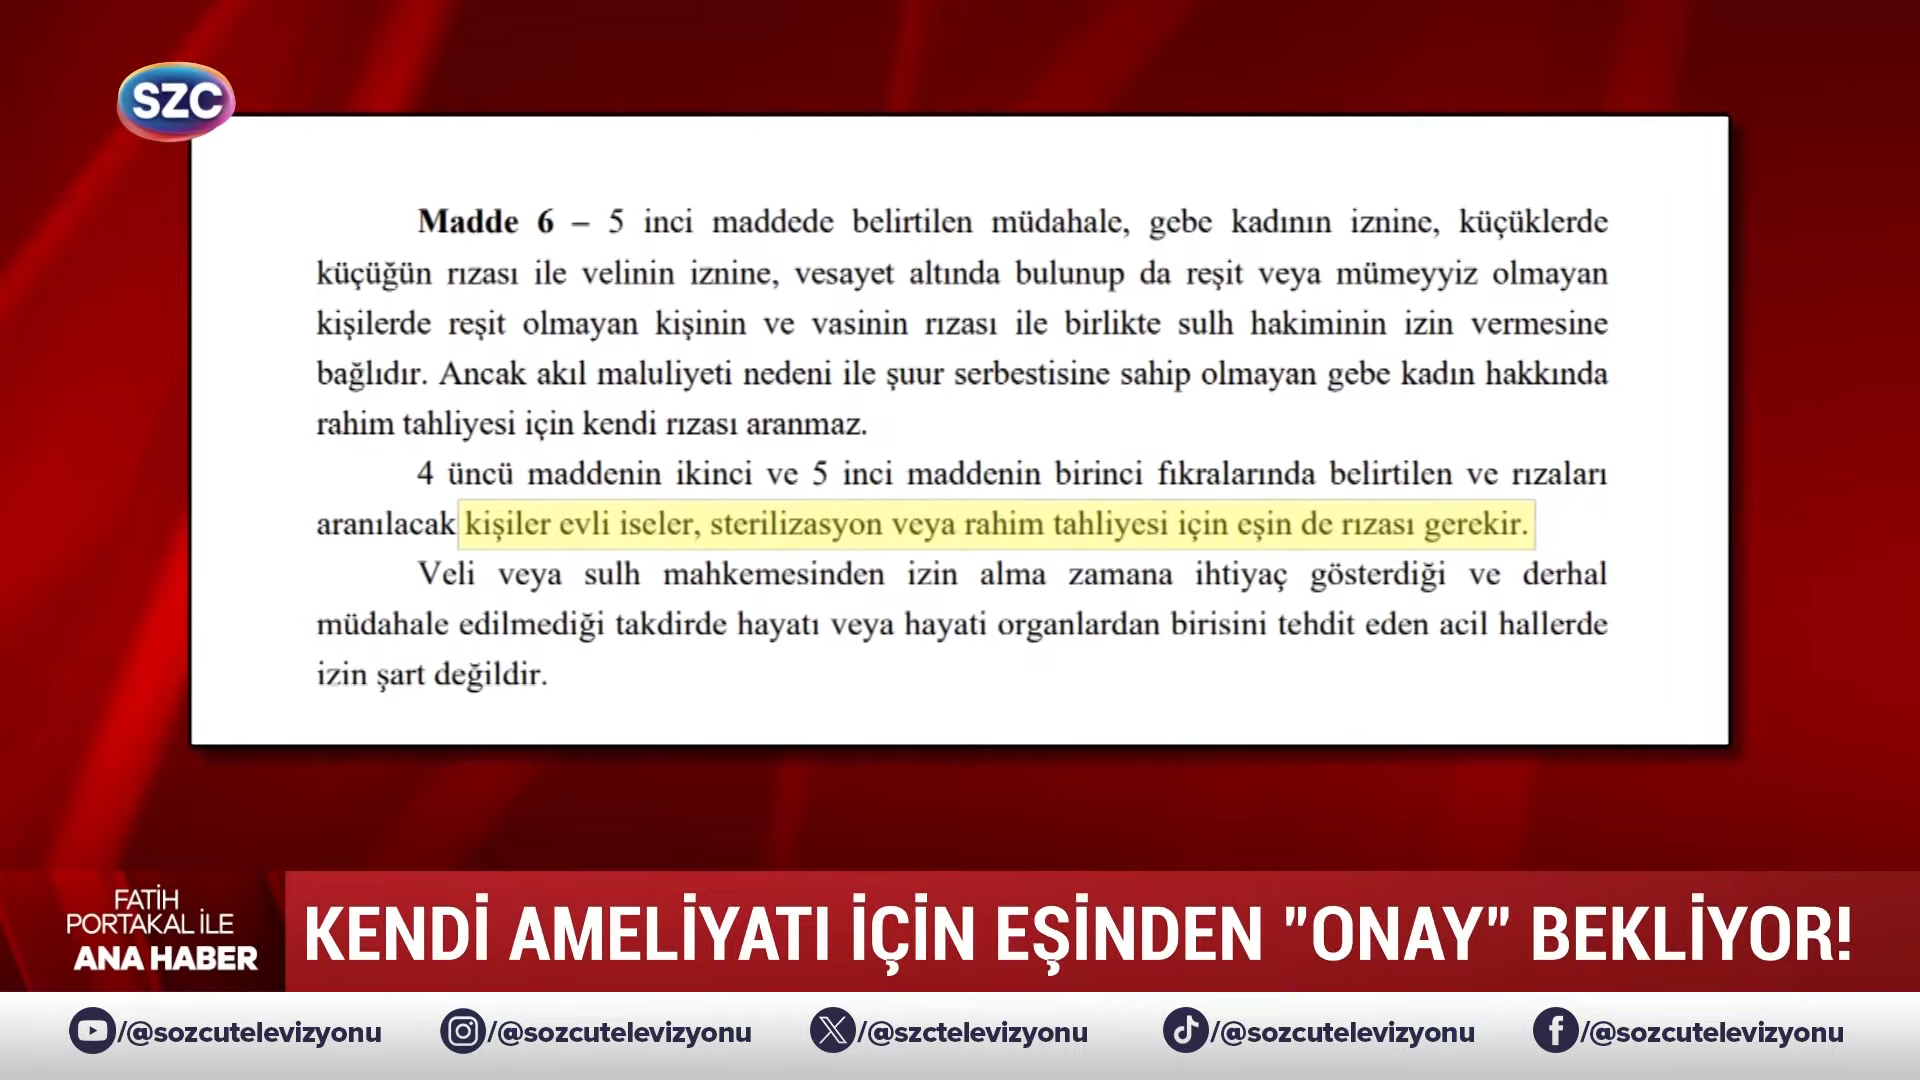 SZC
Madde 6 – 5 inci maddede belirtilen müdahale, gebe kadının iznine, küçüklerde
küçüğün rızası ile velinin iznine, vesayet altında bulunup da reşit veya mümeyyiz olmayan
kişilerde reşit olmayan kişinin ve vasinin rızası ile birlikte sulh hakiminin izin vermesine
bağlıdır. Ancak akıl maluliyeti nedeni ile şuur serbestisine sahip olmayan gebe kadın hakkında
rahim tahliyesi için kendi rızası aranmaz.
4 üncü maddenin ikinci ve 5 inci maddenin birinci fıkralarında belirtilen ve rızaları
aranılacak kişiler evli iseler, sterilizasyon veya rahim tahliyesi için eşin de rızası gerekir.
Veli veya sulh mahkemesinden izin alma zamana ihtiyaç gösterdiği ve derhal
müdahale edilmediği takdirde hayatı veya hayati organlardan birisini tehdit eden acil hallerde
izin şart değildir.
FATİH
PORTAKAL İLE
ANA HABER
KENDİ AMELİYATI İÇİN EŞİNDEN "ONAY" BEKLİYOR!
/@sozcutelevizyonu
/@sozcutelevizyonu
/@szctelevizyonu
/@sozcutelevizyonu
/@sozcutelevizyonu